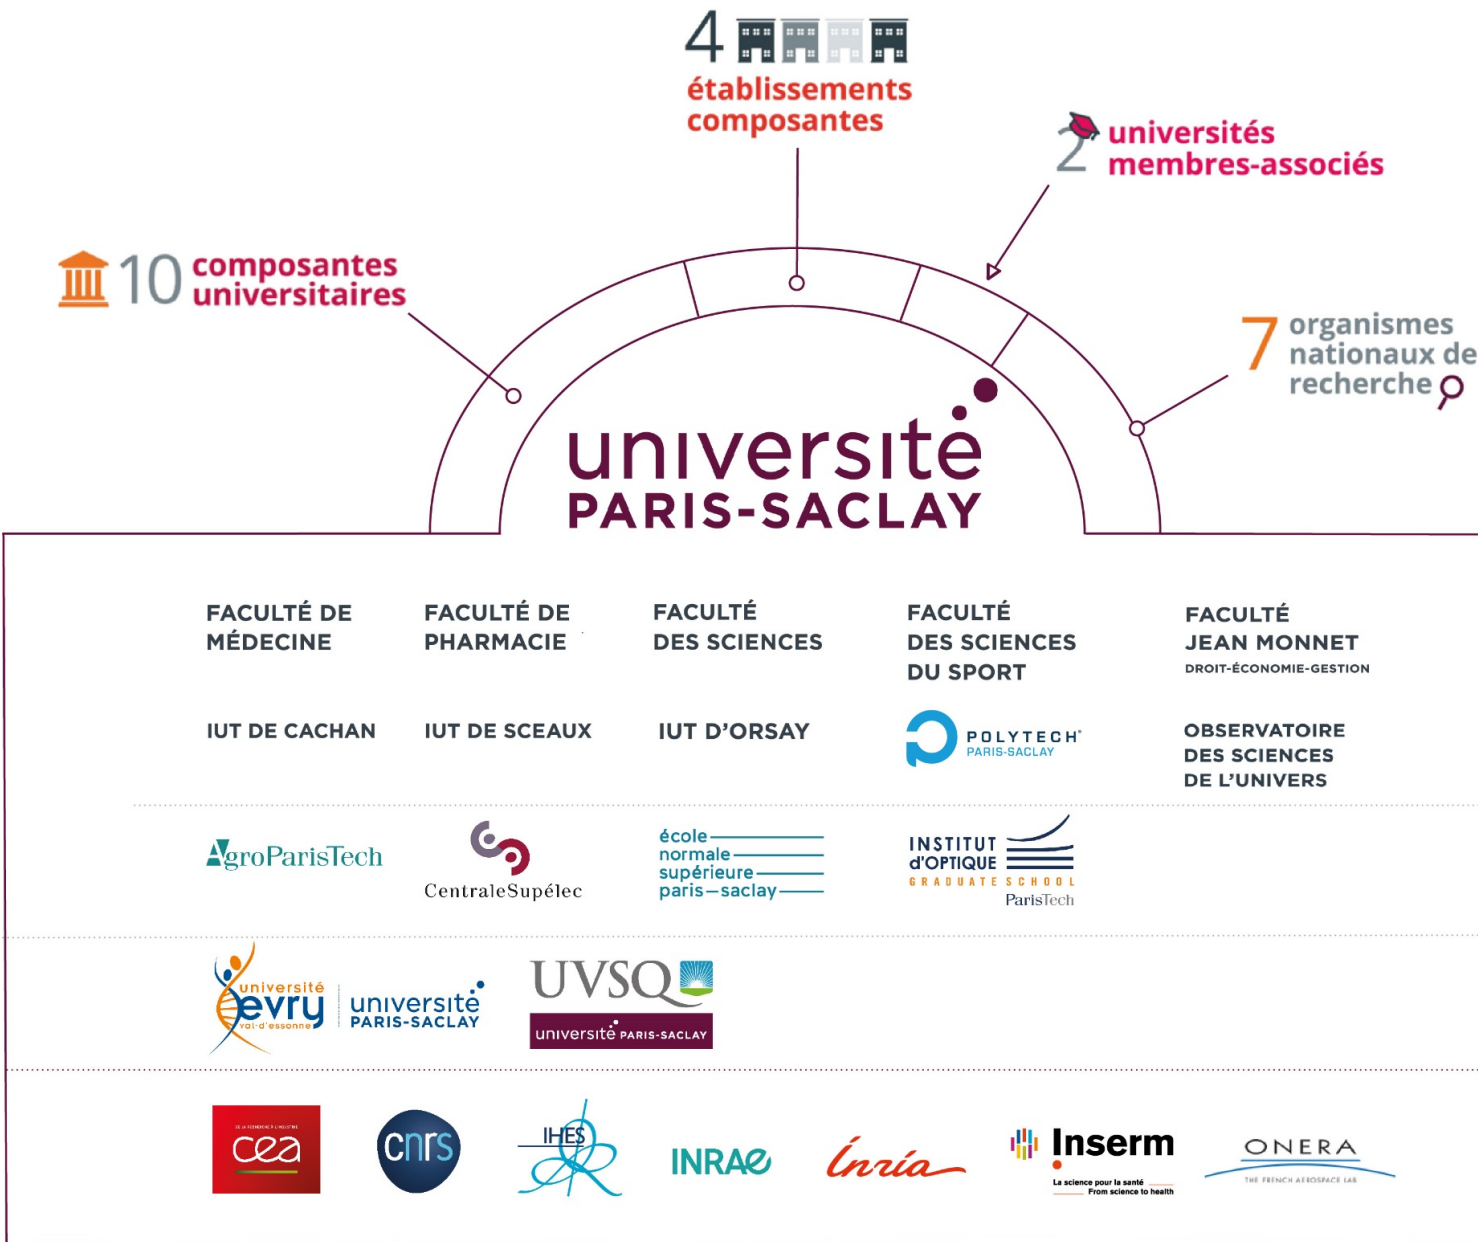 4
établissements
composantes
2 universités
membres-associés
10 composantes
universitaires
7 organismes
nationaux de
recherche
université
PARIS-SACLAY
FACULTÉ DE
MÉDECINE
FACULTÉ DE
PHARMACIE
FACULTÉ
DES SCIENCES
FACULTÉ
DES SCIENCES
DU SPORT
FACULTÉ
JEAN MONNET
DROIT-ÉCONOMIE-GESTION
IUT DE CACHAN
IUT DE SCEAUX
IUT D'ORSAY
POLYTECH
PARIS-SACLAY
OBSERVATOIRE
DES SCIENCES
DE L'UNIVERS
AgroParisTech
CentraleSupélec
école
normale
supérieure
paris-saclay
INSTITUT
d'OPTIQUE
GRADUATE SCHOOL
ParisTech
université
evry
val-d'essonne
université
PARIS-SACLAY
UVSQ
université PARIS-SACLAY
DE LA RECHERCHE À L'INDUSTRIE
cea
cnrs
IHES
INRAE
Inria
Inserm
La science pour la santé
From science to health
ONERA
THE FRENCH AEROSPACE LAB